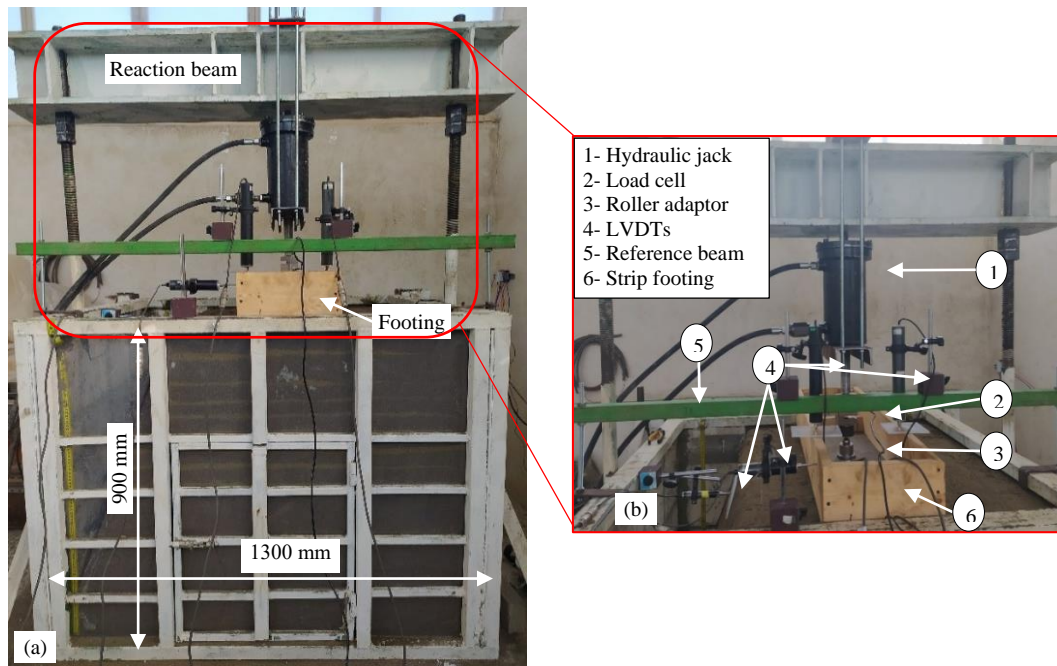 Reaction beam
Footing
900 mm
1300 mm
(a)
1- Hydraulic jack
2- Load cell
3- Roller adaptor
4- LVDTs
5- Reference beam
6- Strip footing
1
5
4
2
3
6
(b)